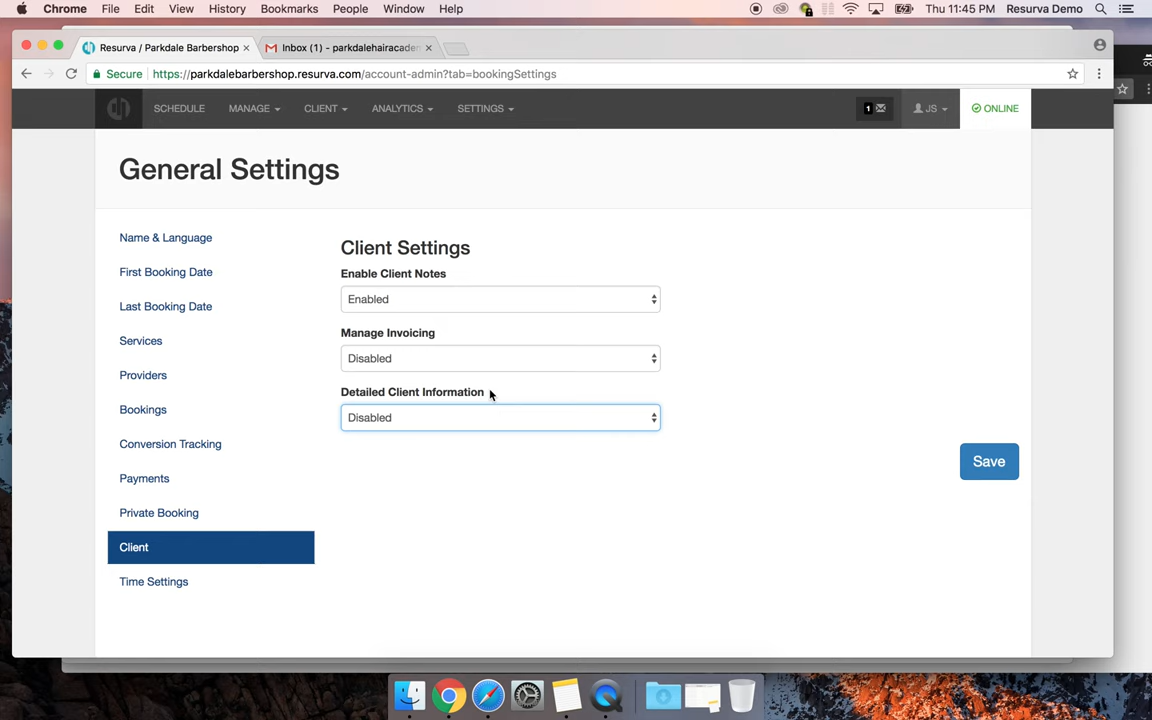 Chrome File Edit View History Bookmarks People Window Help Thu 11:45 PM Resurva Demo
Resurva / Parkdale Barbershop × Inbox (1) - parkdalehairacade ×
Secure https://parkdalebarbershop.resurva.com/account-admin?tab=bookingSettings
SCHEDULE MANAGE CLIENT ANALYTICS SETTINGS 1 JS ONLINE
General Settings
Name & Language
First Booking Date
Last Booking Date
Services
Providers
Bookings
Conversion Tracking
Payments
Private Booking
Client
Time Settings
Client Settings
Enable Client Notes
Enabled
Manage Invoicing
Disabled
Detailed Client Information
Disabled
Save